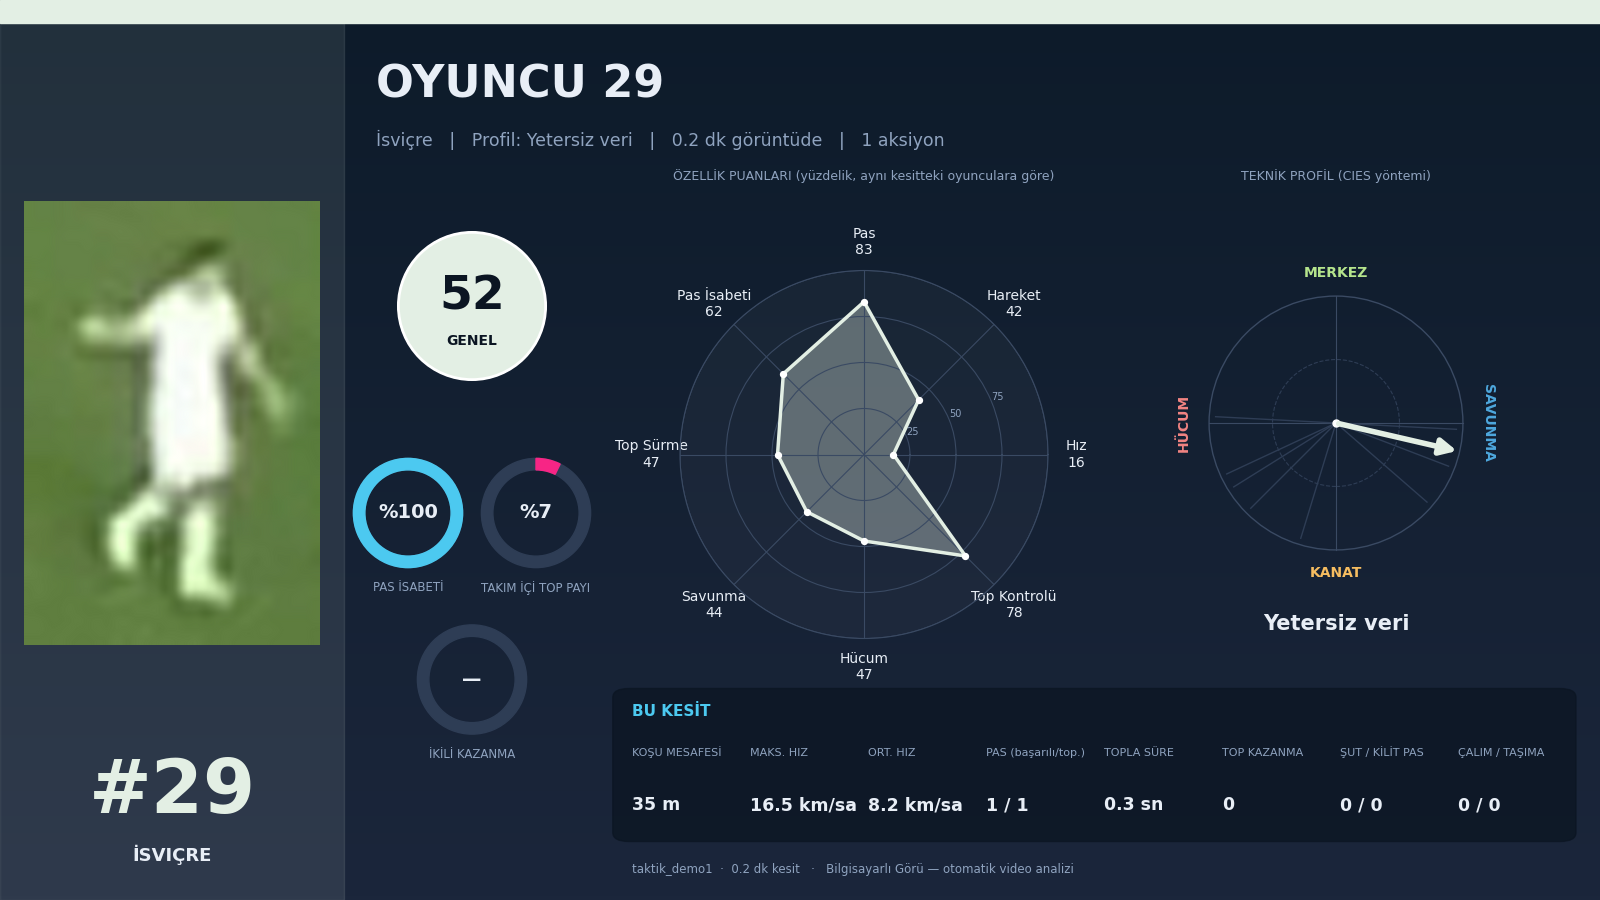 OYUNCU 29
İsviçre | Profil: Yetersiz veri | 0.2 dk görüntüde | 1 aksiyon
ÖZELLİK PUANLARI (yüzdelik, aynı kesitteki oyunculara göre)
TEKNİK PROFİL (CIES yöntemi)
52
GENEL
%100
PAS İSABETİ
%7
TAKIM İÇİ TOP PAYI
—
İKİLİ KAZANMA
Pas
83
Hareket
42
Hız
16
Top Kontrolü
78
Hücum
47
Savunma
44
Top Sürme
47
Pas İsabeti
62
25
50
75
MERKEZ
HÜCUM
SAVUNMA
KANAT
Yetersiz veri
BU KESİT
KOŞU MESAFESİ MAKS. HIZ ORT. HIZ PAS (başarılı/top.) TOPLA SÜRE TOP KAZANMA ŞUT / KİLİT PAS ÇALIM / TAŞIMA
35 m 16.5 km/sa 8.2 km/sa 1 / 1 0.3 sn 0 0 / 0 0 / 0
#29
İSVİÇRE
taktik_demo1 · 0.2 dk kesit · Bilgisayarlı Görü — otomatik video analizi